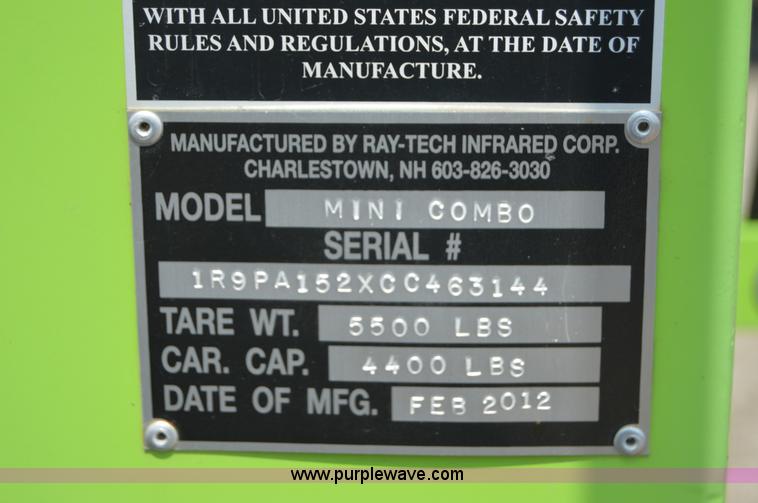 WITH ALL UNITED STATES FEDERAL SAFETY
RULES AND REGULATIONS, AT THE DATE OF
MANUFACTURE.
MANUFACTURED BY RAY-TECH INFRARED CORP.
CHARLESTOWN, NH 603-826-3030
MODEL MINI COMBO
SERIAL #
1R9PA152XCC463144
TARE WT. 5500 LBS
CAR. CAP. 4400 LBS
DATE OF MFG. FEB 2012
www.purplewave.com